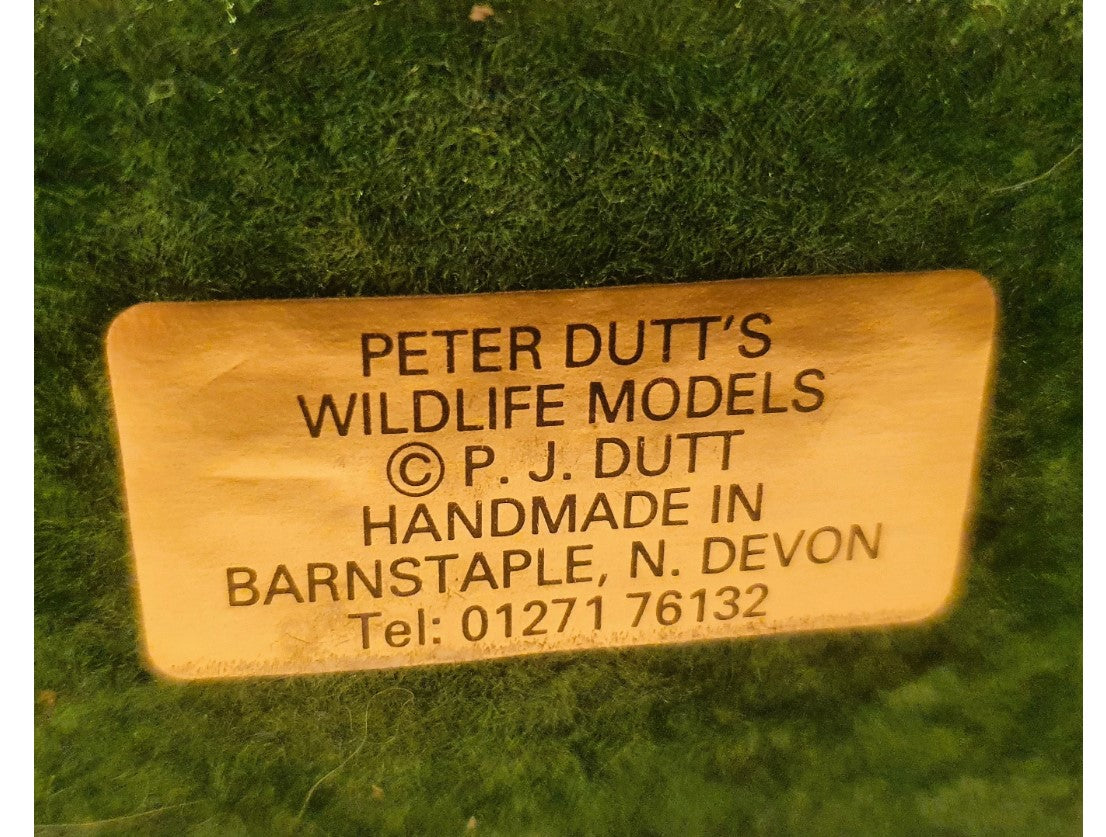 PETER DUTT'S
WILDLIFE MODELS
© P. J. DUTT
HANDMADE IN
BARNSTAPLE, N. DEVON
Tel: 01271 76132